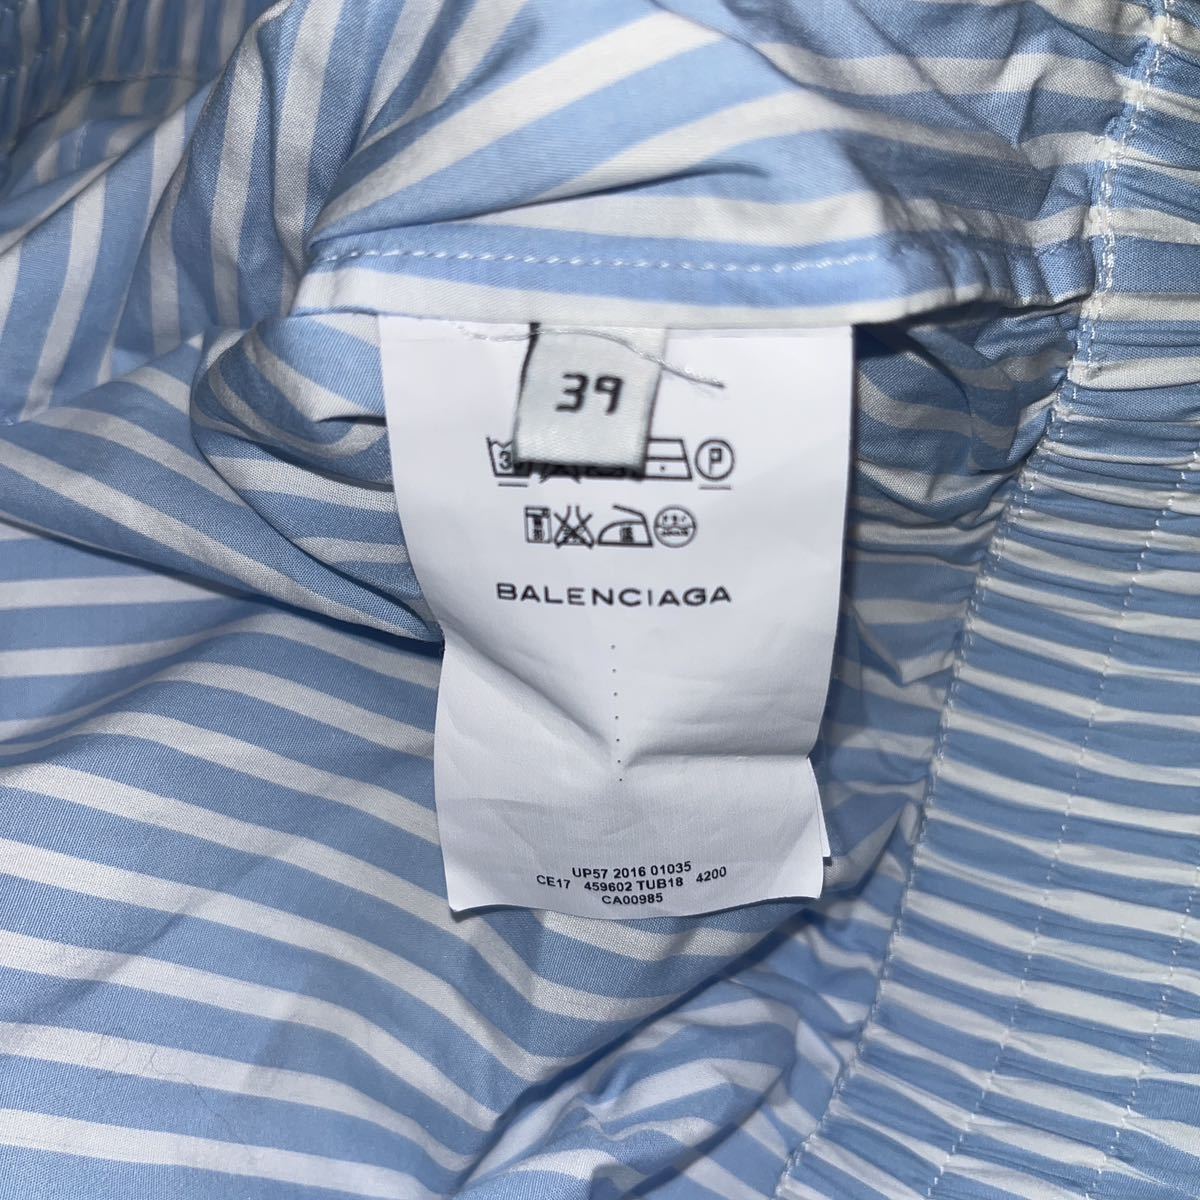 39
P
BALENCIAGA
UP57 2016 01035
CE17 459602 TUB18 4200
CA00985